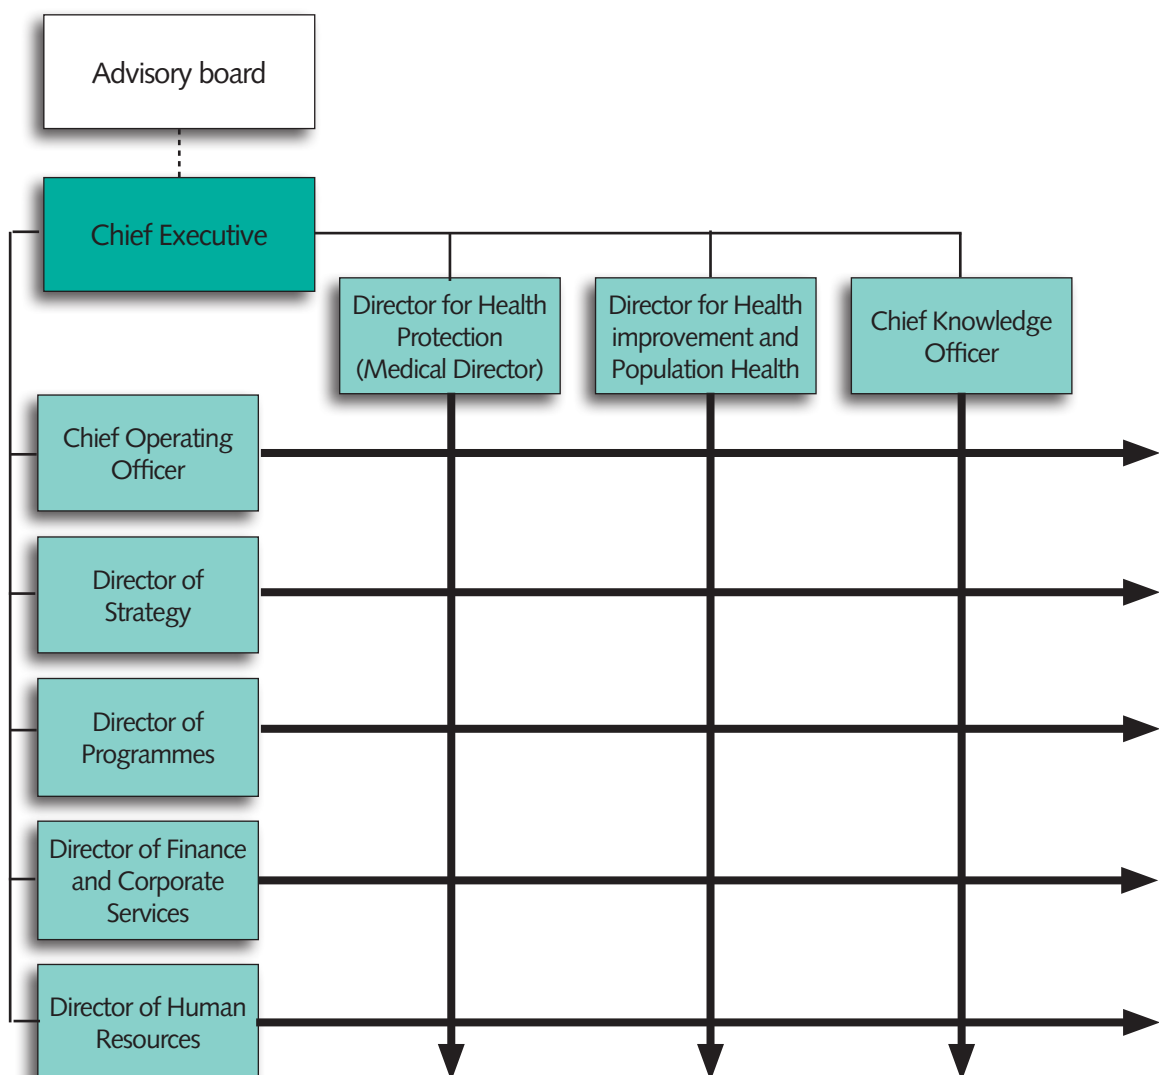 Advisory board
Chief Executive
Director for Health
Protection
(Medical Director)
Director for Health
improvement and
Population Health
Chief Knowledge
Officer
Chief Operating
Officer
Director of
Strategy
Director of
Programmes
Director of Finance
and Corporate
Services
Director of Human
Resources